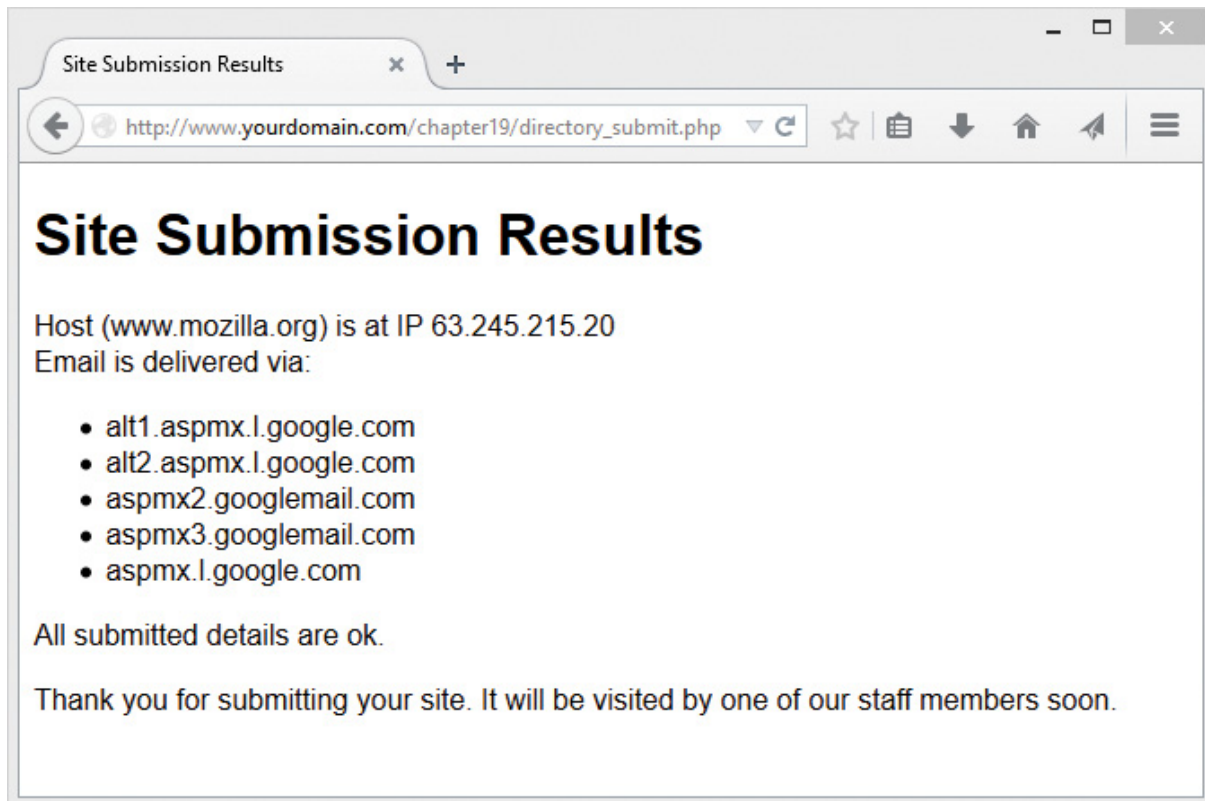 Site Submission Results
http://www.yourdomain.com/chapter19/directory_submit.php
Site Submission Results
Host (www.mozilla.org) is at IP 63.245.215.20
Email is delivered via:
alt1.aspmx.l.google.com
alt2.aspmx.l.google.com
aspmx2.googlemail.com
aspmx3.googlemail.com
aspmx.l.google.com
All submitted details are ok.
Thank you for submitting your site. It will be visited by one of our staff members soon.